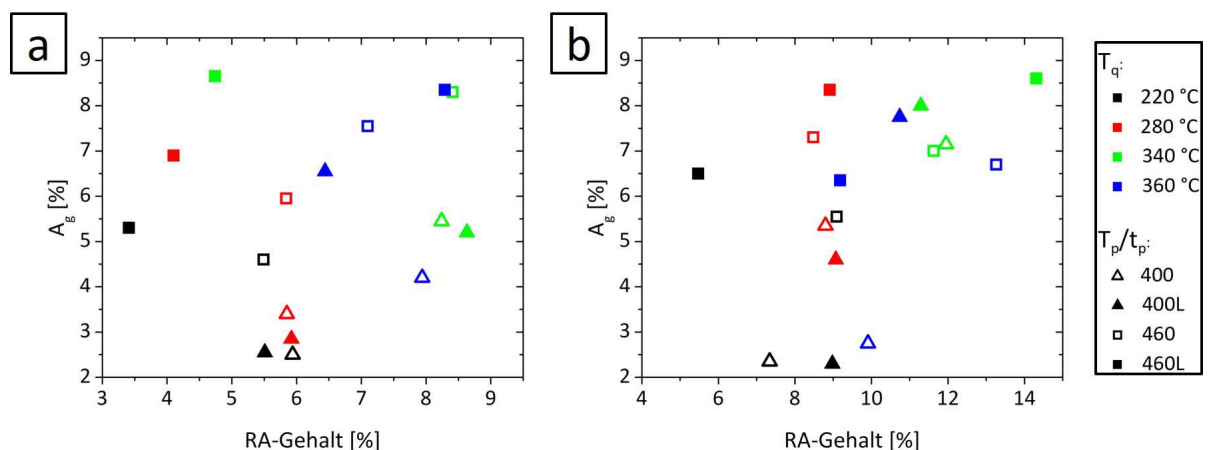 a
9
8
7
6
5
4
3
2
A_g [%]
3 4 5 6 7 8 9
RA-Gehalt [%]
b
9
8
7
6
5
4
3
2
A_g [%]
4 6 8 10 12 14
RA-Gehalt [%]
T_q:
220 °C
280 °C
340 °C
360 °C
T_p/t_p:
400
400L
460
460L